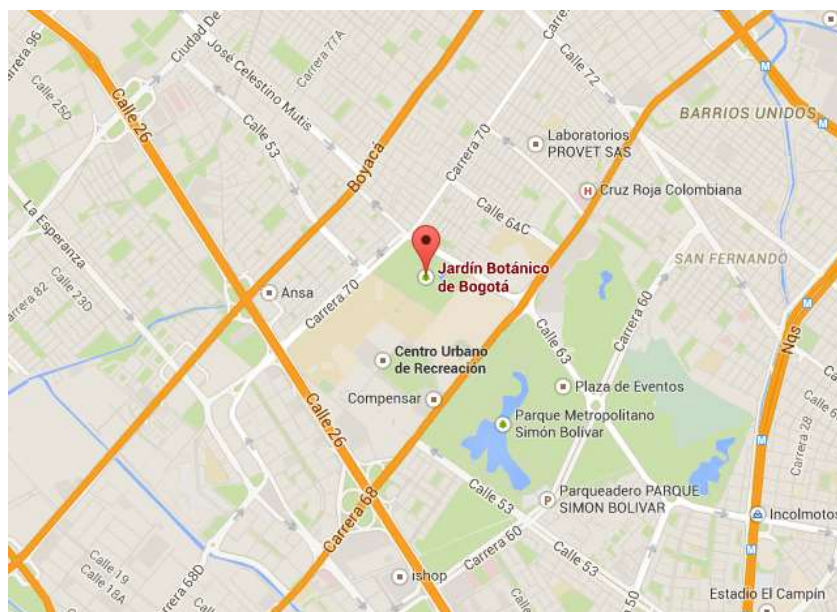 Carrera 96
Ciudad De
José Celestino Mutis
Carrera 77A
Calle 25D
Calle 26
Calle 53
Boyacá
Calle 72
BARRIOS UNIDOS
Laboratorios
PROVET SAS
Carrera 70
Cruz Roja Colombiana
Calle 64C
La Esperanza
SAN FERNANDO
Jardín Botánico
de Bogotá
Carrera 82
Calle 23D
Ansa
Carrera 70
Carrera 60
Nqs
Centro Urbano
de Recreación
Calle 63
Plaza de Eventos
Compensar
Calle 26
Parque Metropolitano
Simón Bolívar
Carrera 28
Calle 53
Carrera 68
Parqueadero PARQUE
SIMON BOLIVAR
Incolmotos
Carrera 60
Calle 19
Calle 18A
Carrera 68D
ishop
Calle 53
50
Estadio El Campín
M
M
M
M
M
H
P